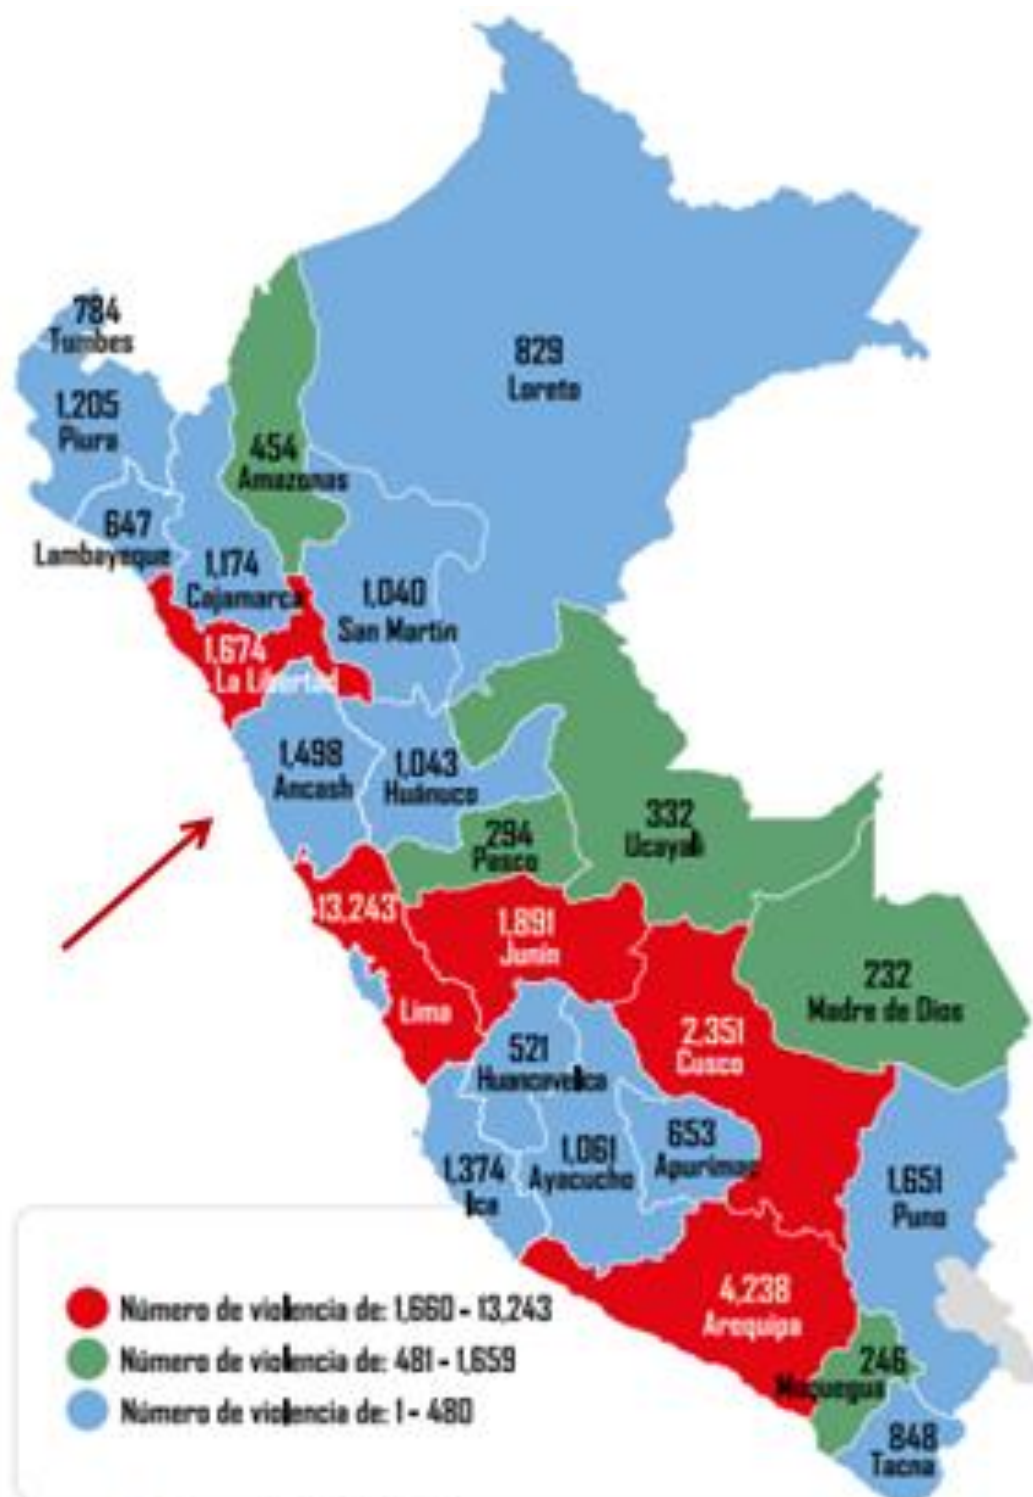 784
Tumbes
829
Loreto
1,205
Piura
454
Amazonas
647
Lambayeque
1,174
Cajamarca
1,040
San Martín
1,674
La Libertad
1,498
Ancash
1,043
Huánuco
332
Ucayali
294
Pasco
13,243
Lima
1,891
Junín
232
Madre de Dios
2,351
Cusco
521
Huancavelica
653
Apurímac
1,061
Ayacucho
1,374
Ica
1,651
Puno
4,238
Arequipa
246
Moquegua
848
Tacna
Número de violencia de: 1,660 - 13,243
Número de violencia de: 481 - 1,659
Número de violencia de: 1 - 480